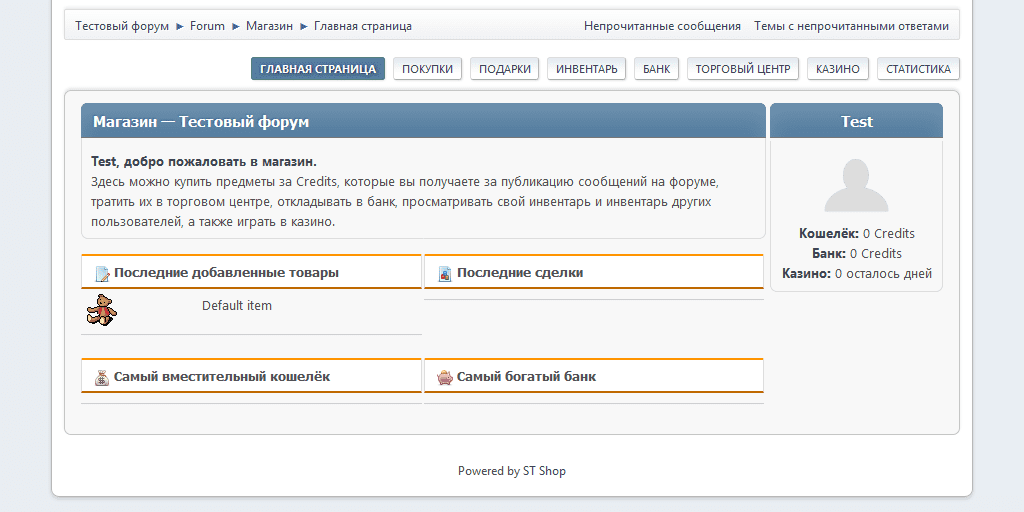 Тестовый форум ► Forum ► Магазин ► Главная страница
Непрочитанные сообщения Темы с непрочитанными ответами
ГЛАВНАЯ СТРАНИЦА ПОКУПКИ ПОДАРКИ ИНВЕНТАРЬ БАНК ТОРГОВЫЙ ЦЕНТР КАЗИНО СТАТИСТИКА
Магазин — Тестовый форум
Test, добро пожаловать в магазин.
Здесь можно купить предметы за Credits, которые вы получаете за публикацию сообщений на форуме,
тратить их в торговом центре, откладывать в банк, просматривать свой инвентарь и инвентарь других
пользователей, а также играть в казино.
Test
Кошелёк: 0 Credits
Банк: 0 Credits
Казино: 0 осталось дней
Последние добавленные товары
Default item
Последние сделки
Самый вместительный кошелёк
Самый богатый банк
Powered by ST Shop